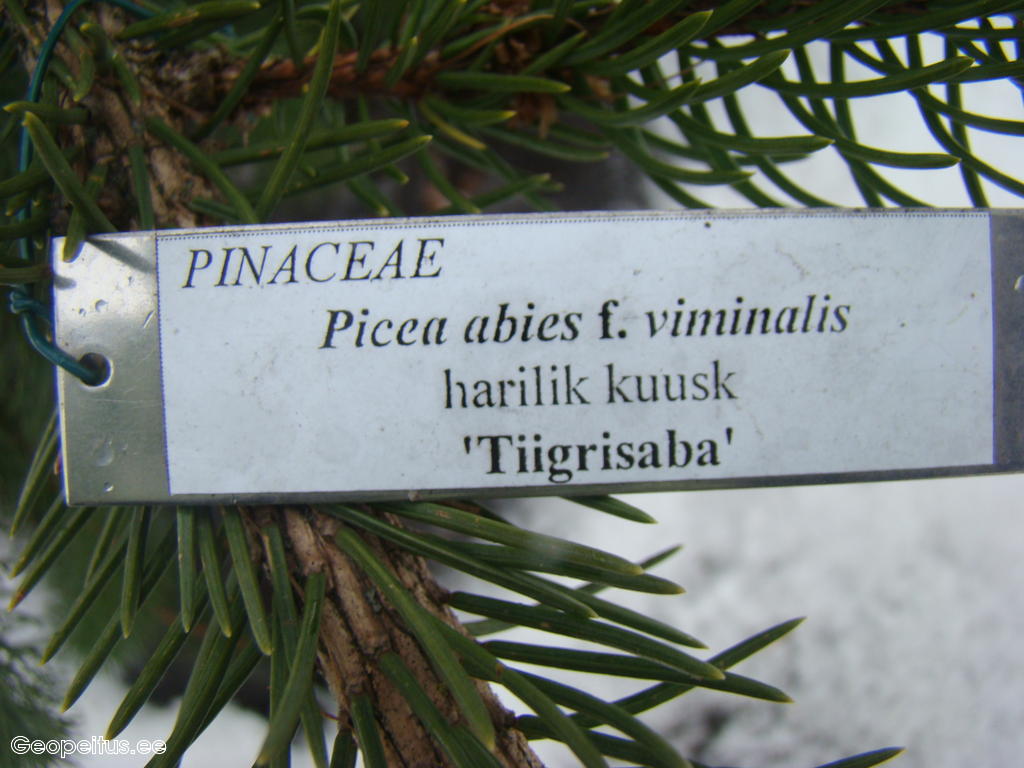 PINACEAE
Picea abies f. viminalis
harilik kuusk
'Tiigrisaba'
Geopeitus.ee